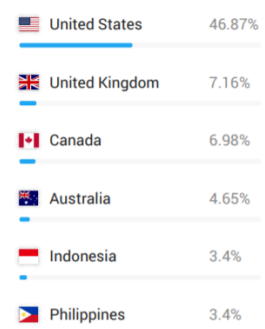 United States 46.87%
United Kingdom 7.16%
Canada 6.98%
Australia 4.65%
Indonesia 3.4%
Philippines 3.4%